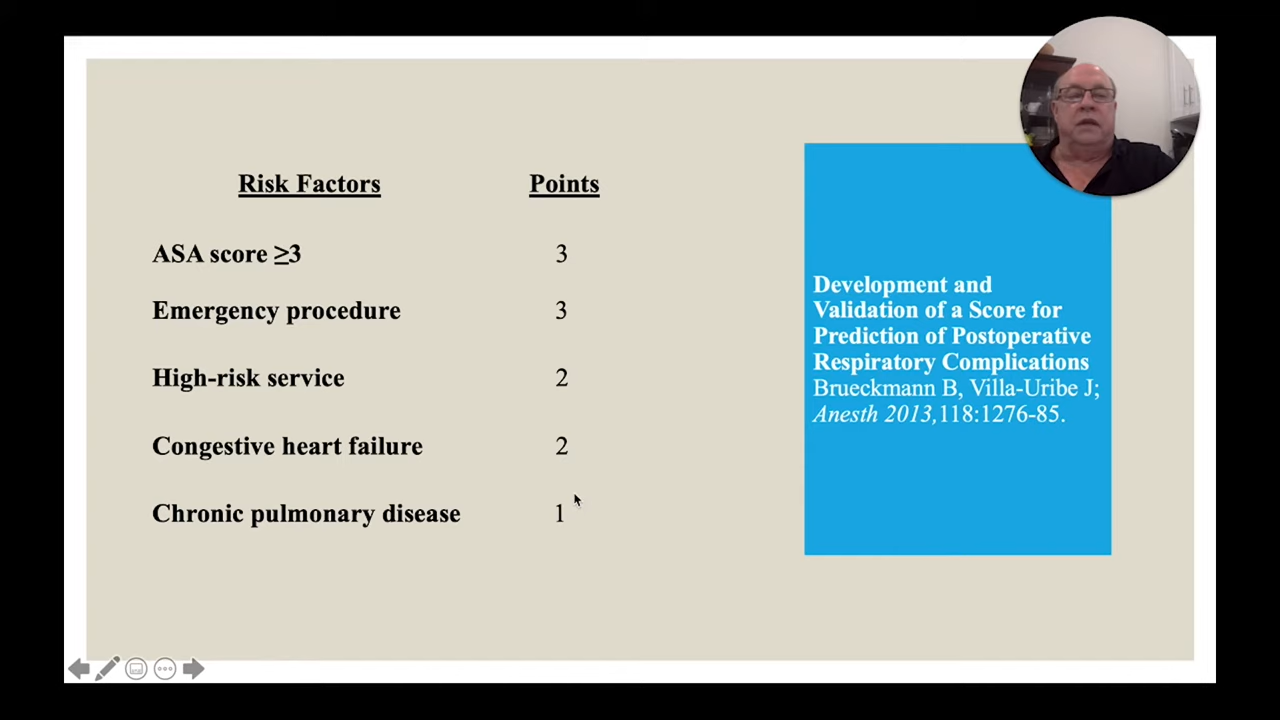 Risk Factors Points
ASA score ≥3 3
Emergency procedure 3
High-risk service 2
Congestive heart failure 2
Chronic pulmonary disease 1
Development and
Validation of a Score for
Prediction of Postoperative
Respiratory Complications
Brueckmann B, Villa-Uribe J;
Anesth 2013,118:1276-85.